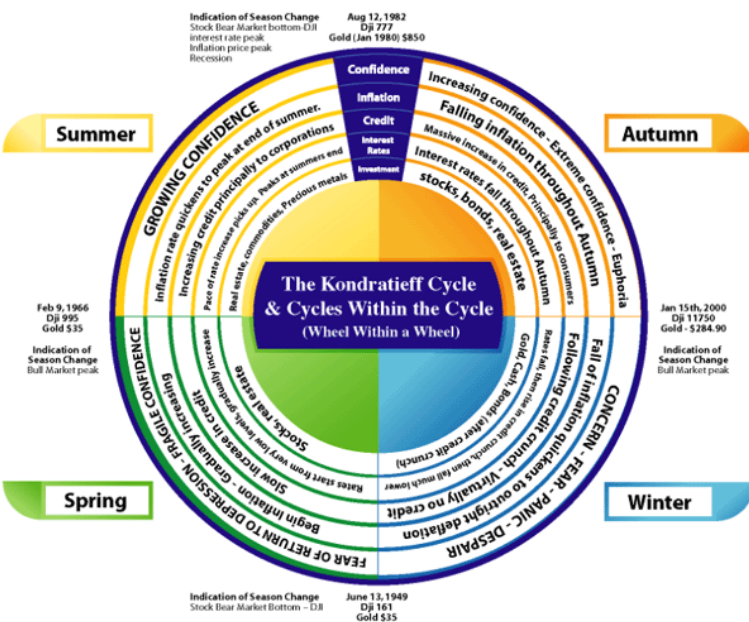 Indication of Season Change
Stock Bear Market bottom-DJI
interest rate peak
Inflation price peak
Recession
Aug 12, 1982
Dji 777
Gold (Jan 1980) $850
Confidence
Inflation
Credit
Interest
Rates
Investment
Summer
GROWING CONFIDENCE
Inflation rate quickens to peak at end of summer.
Increasing credit principally to corporations
Pace of rate increase picks up. Peaks at summers end
Real estate, commodities, Precious metals
Autumn
Increasing confidence - Extreme confidence - Euphoria
Falling inflation throughout Autumn
Massive increase in credit, Principally to consumers
Interest rates fall throughout Autumn
stocks, bonds, real estate
The Kondratieff Cycle
& Cycles Within the Cycle
(Wheel Within a Wheel)
Feb 9, 1966
Dji 995
Gold $35
Indication of
Season Change
Bull Market peak
Jan 15th, 2000
Dji 11750
Gold - $284.90
Indication of
Season Change
Bull Market peak
Spring
FEAR OF RETURN TO DEPRESSION - FRAGILE CONFIDENCE
Begin Inflation - Gradually increasing
Slow increase in credit
Rates start from very low levels, gradually increase
Stocks, real estate
Winter
CONCERN - FEAR - PANIC - DESPAIR
Fall of inflation quickens to outright deflation
Following credit crunch - Virtually no credit
Rates fall, then rise in credit crunch, then fall much lower
Gold, Cash, Bonds (after credit crunch)
Indication of Season Change
Stock Bear Market Bottom – DJI
June 13, 1949
Dji 161
Gold $35